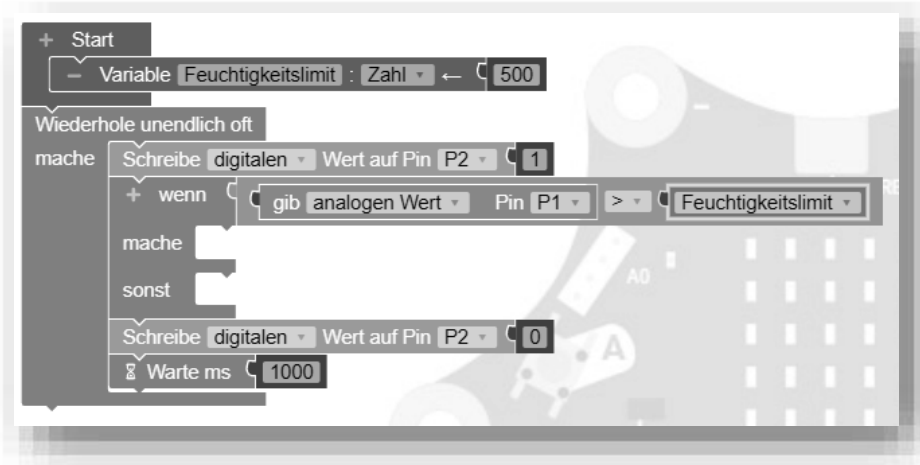 + Start
− Variable Feuchtigkeitslimit : Zahl ← 500
Wiederhole unendlich oft
mache Schreibe digitalen Wert auf Pin P2 1
+ wenn gib analogen Wert Pin P1 > Feuchtigkeitslimit
mache
A0
sonst
Schreibe digitalen Wert auf Pin P2 0
A
Warte ms 1000